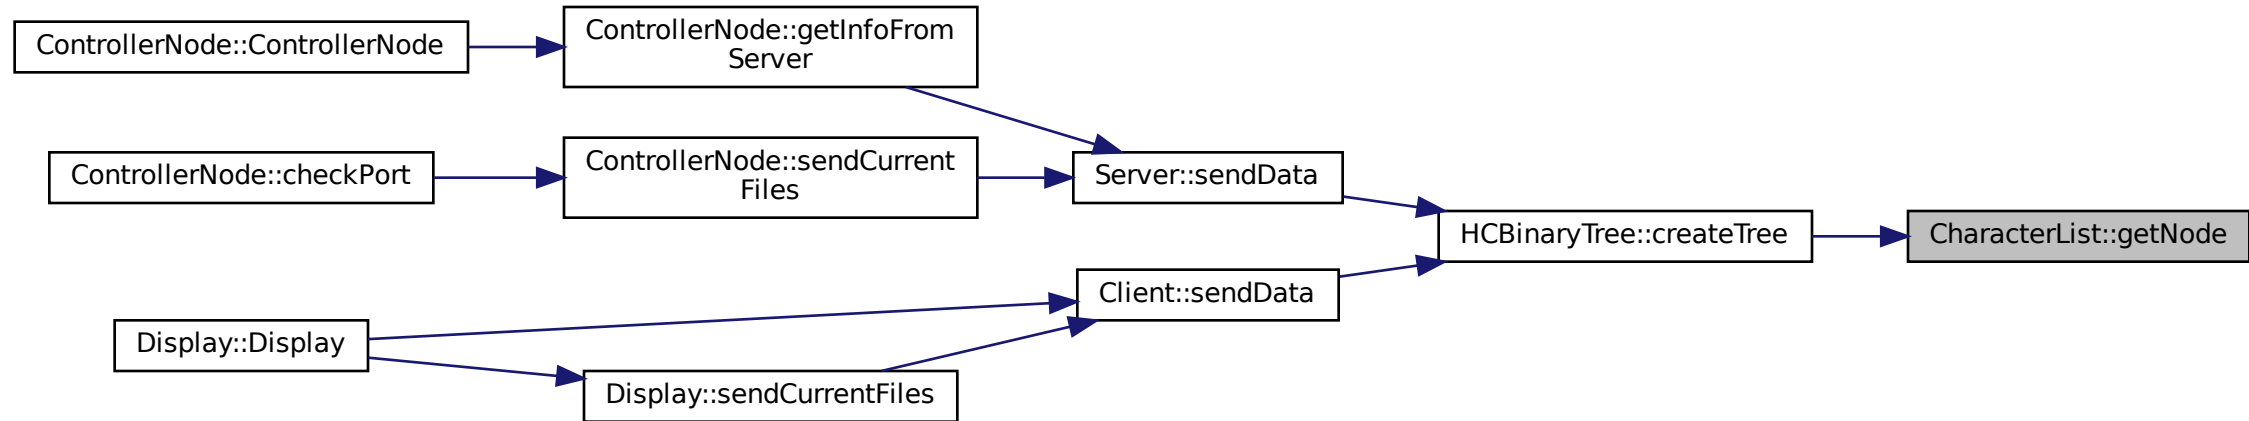 ControllerNode::ControllerNode
ControllerNode::getInfoFrom
Server
ControllerNode::checkPort
ControllerNode::sendCurrent
Files
Server::sendData
HCBinaryTree::createTree
CharacterList::getNode
Client::sendData
Display::Display
Display::sendCurrentFiles